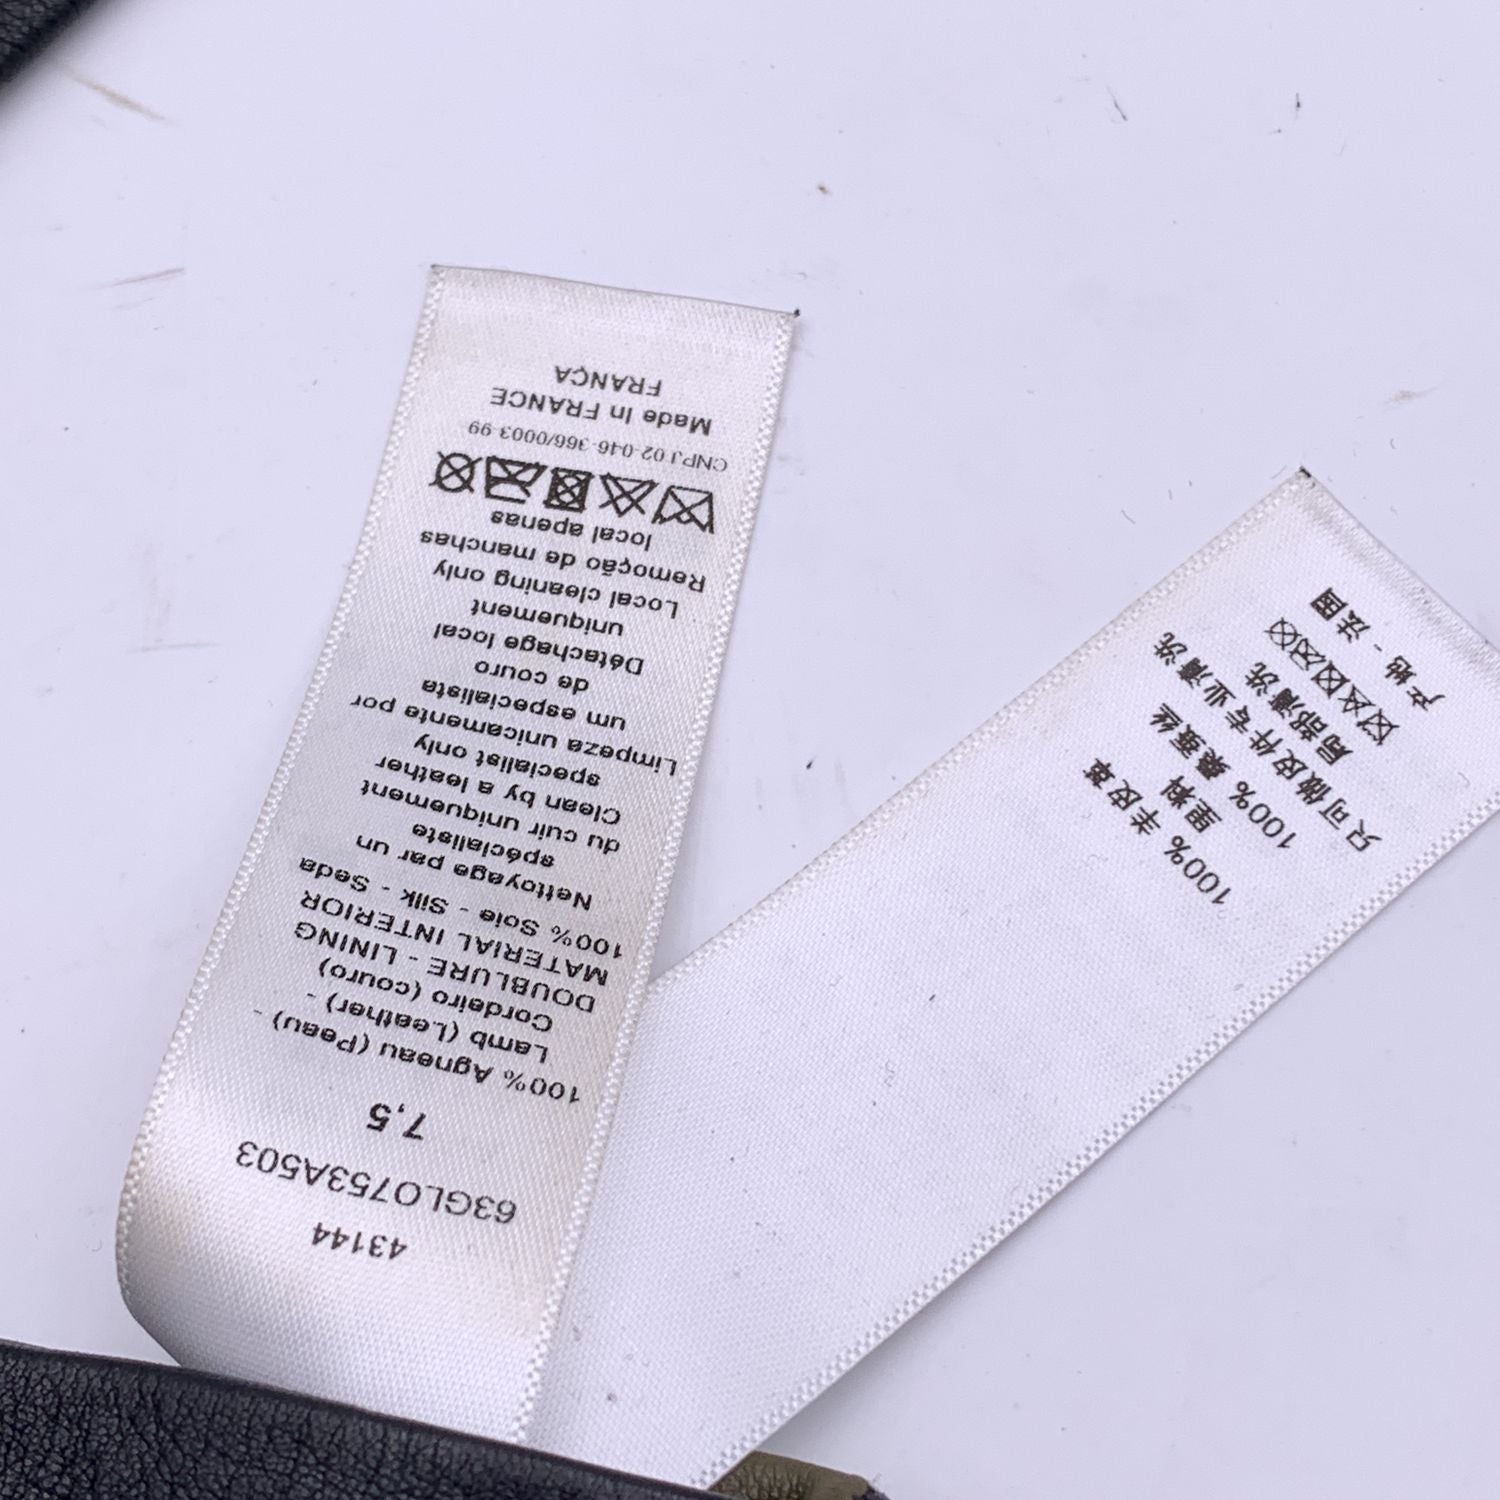 43144
63GLO753A503
7,5
100% Agneau (Peau) -
Lamb (Leather) -
Cordeiro (couro)
DOUBLURE - LINING
MATERIAL INTERIOR
100% Soie - Silk - Seda
Nettoyage par un
spécialiste
du cuir uniquement
Clean by a leather
specialist only
Limpeza unicamente por
um especialista
de couro
Détachage local
uniquement
Local cleaning only
Remoção de manchas
local apenas
CNPJ 02-046-366/0003-99
Made in FRANCE
FRANÇA
100% 羊皮革
里料
100% 桑蚕丝
只可做皮件专业清洗
局部清洗
产地 - 法国